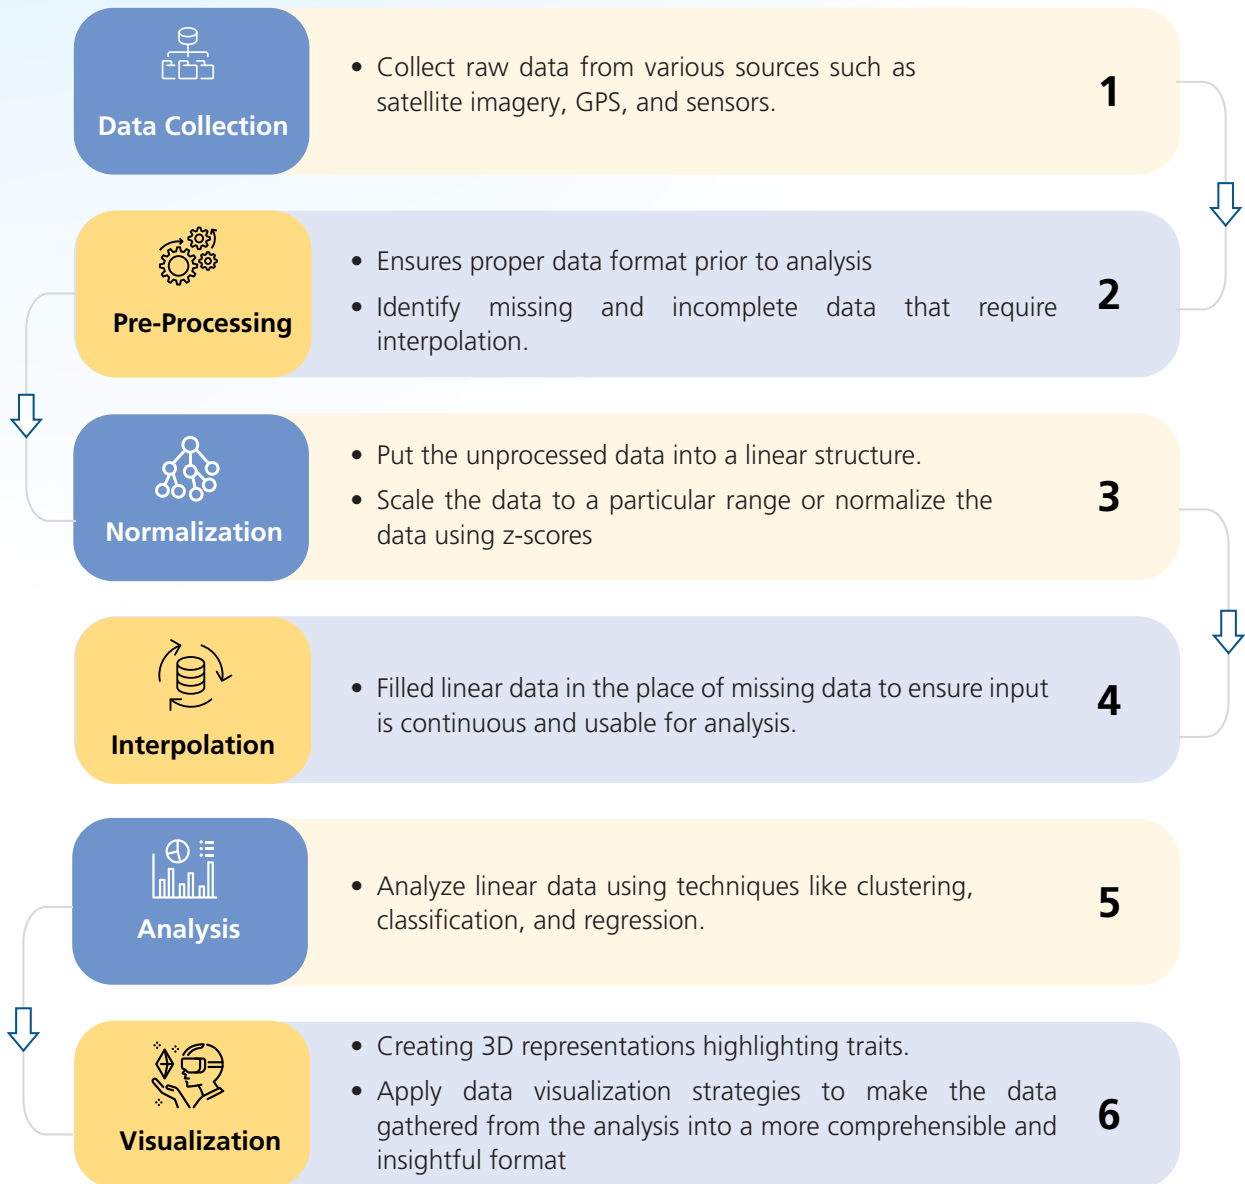 Data Collection
• Collect raw data from various sources such as
satellite imagery, GPS, and sensors.
1
Pre-Processing
• Ensures proper data format prior to analysis
• Identify missing and incomplete data that require
interpolation.
2
Normalization
• Put the unprocessed data into a linear structure.
• Scale the data to a particular range or normalize the
data using z-scores
3
Interpolation
• Filled linear data in the place of missing data to ensure input
is continuous and usable for analysis.
4
Analysis
• Analyze linear data using techniques like clustering,
classification, and regression.
5
Visualization
• Creating 3D representations highlighting traits.
• Apply data visualization strategies to make the data
gathered from the analysis into a more comprehensible and
insightful format
6